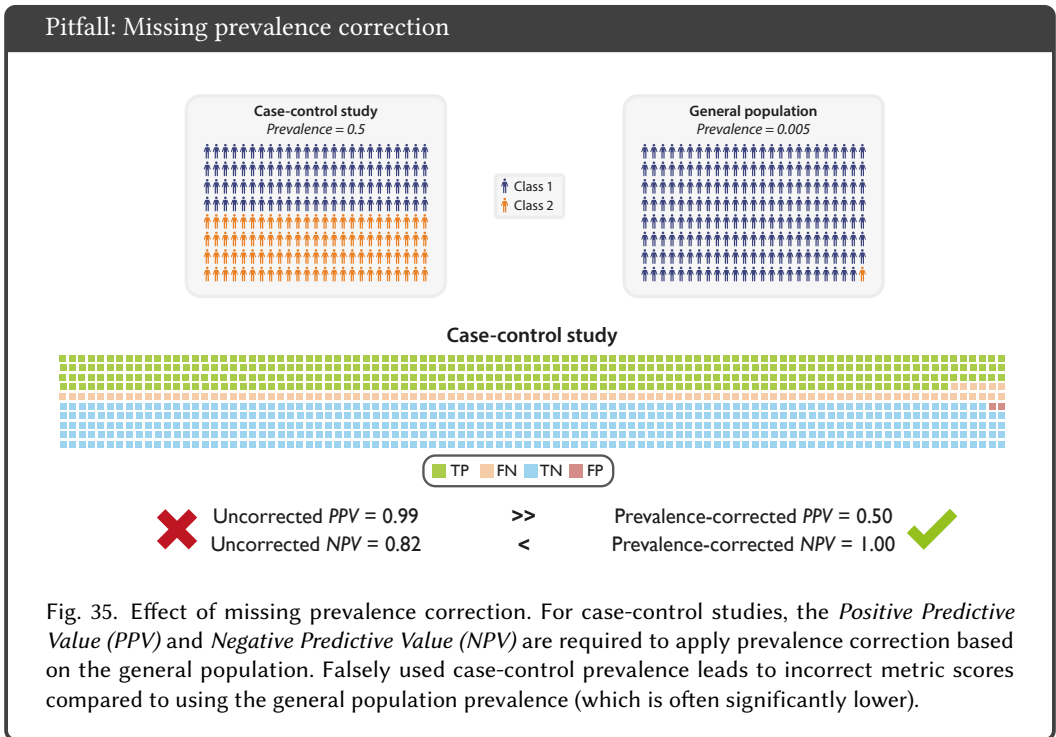 Pitfall: Missing prevalence correction
Case-control study
Prevalence = 0.5
General population
Prevalence = 0.005
Class 1
Class 2
Case-control study
TP FN TN FP
Uncorrected PPV = 0.99 >> Prevalence-corrected PPV = 0.50
Uncorrected NPV = 0.82 < Prevalence-corrected NPV = 1.00
Fig. 35. Effect of missing prevalence correction. For case-control studies, the Positive Predictive
Value (PPV) and Negative Predictive Value (NPV) are required to apply prevalence correction based
on the general population. Falsely used case-control prevalence leads to incorrect metric scores
compared to using the general population prevalence (which is often significantly lower).